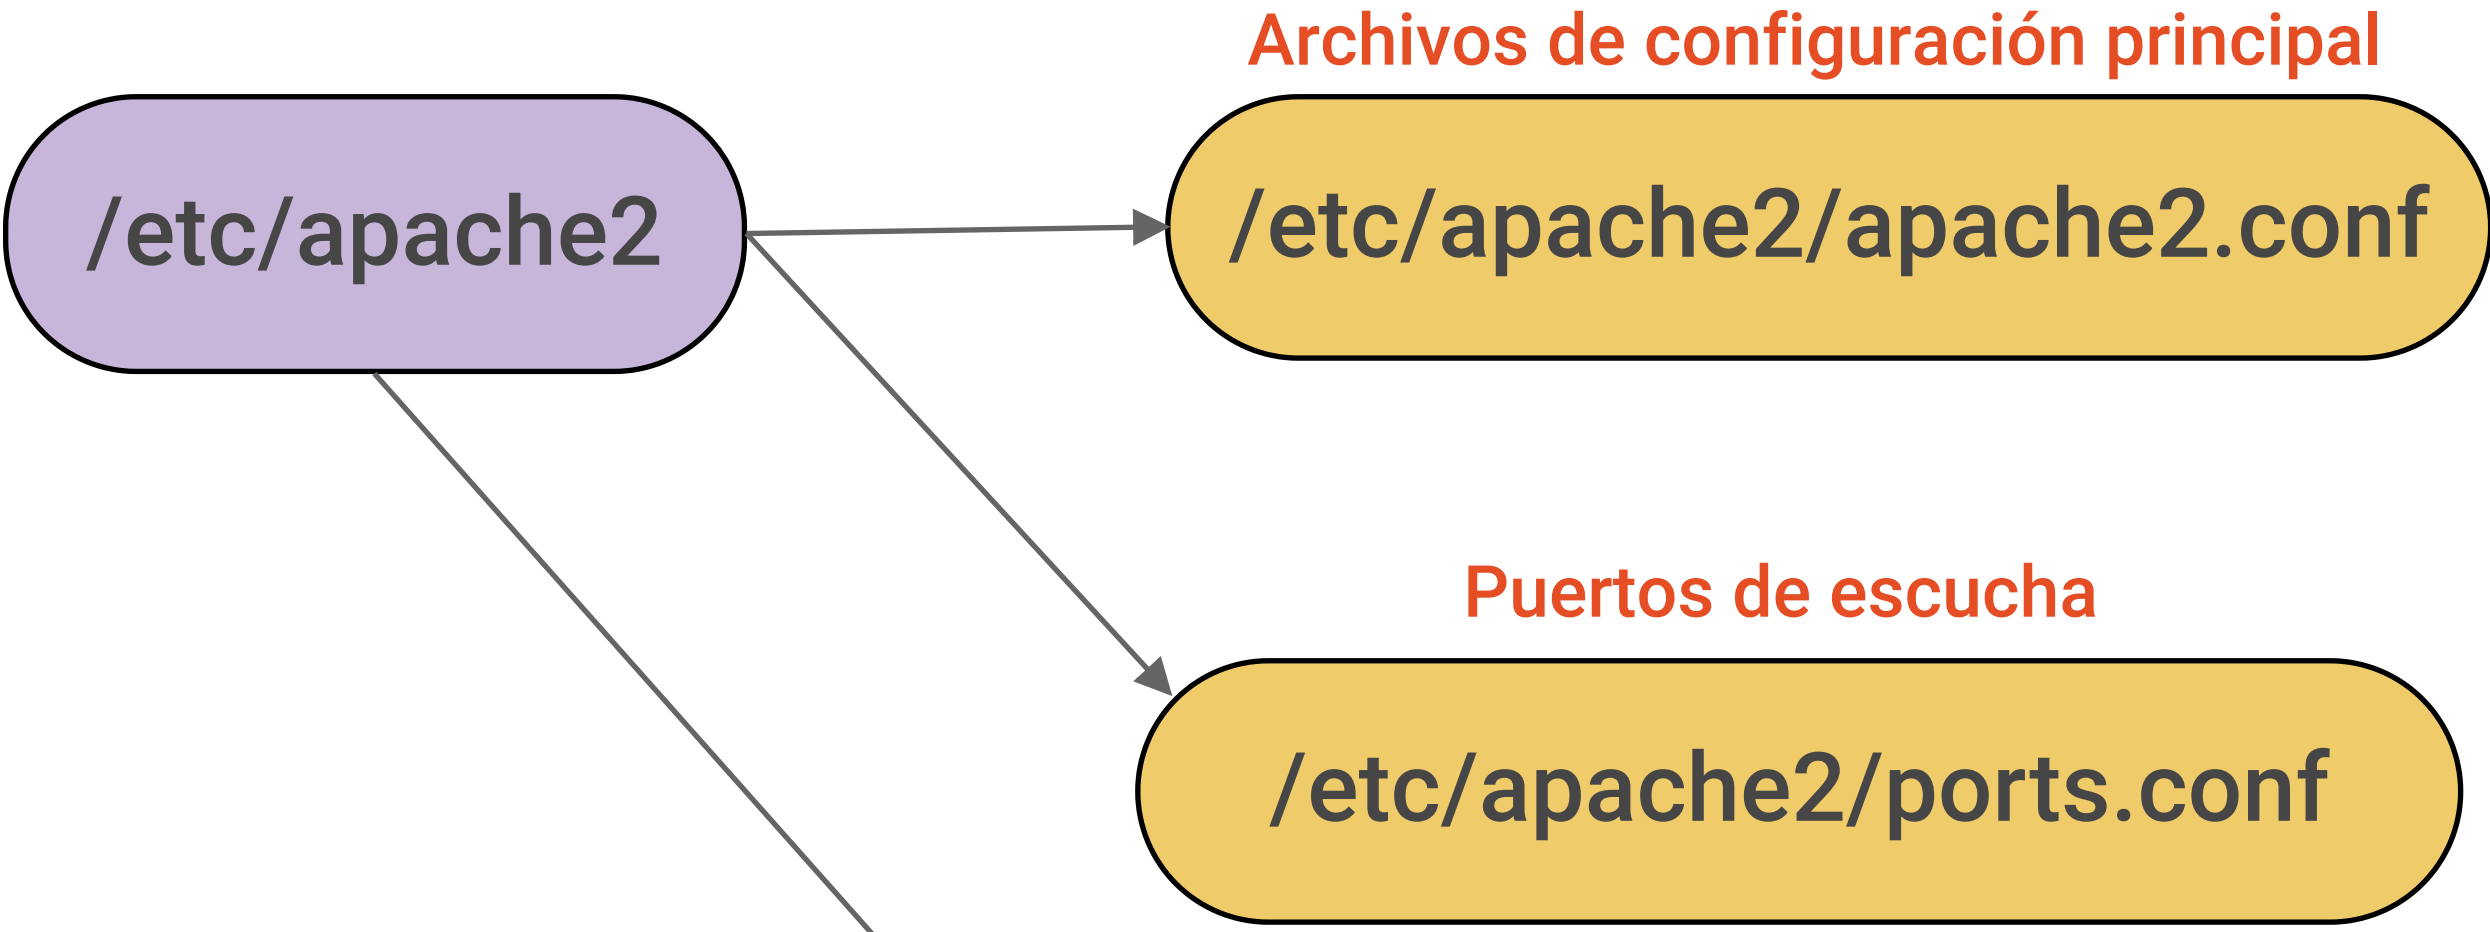 Archivos de configuración principal
/etc/apache2
/etc/apache2/apache2.conf
Puertos de escucha
/etc/apache2/ports.conf